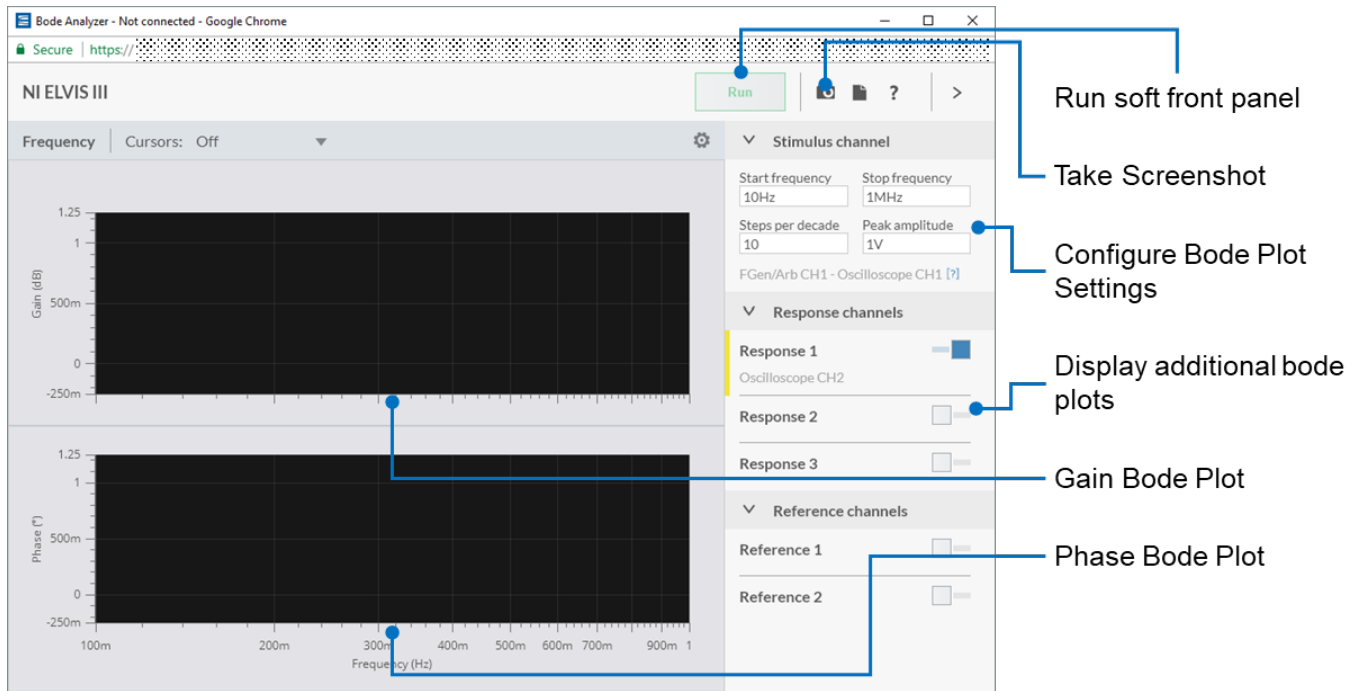 Bode Analyzer - Not connected - Google Chrome
Secure | https://
NI ELVIS III
Run
?
>
Frequency
Cursors: Off
Gain (dB)
1.25
1
500m
0
-250m
Phase (°)
1.25
1
500m
0
-250m
100m 200m 300m 400m 500m 600m 700m 900m 1
Frequency (Hz)
Stimulus channel
Start frequency Stop frequency
10Hz 1MHz
Steps per decade Peak amplitude
10 1V
FGen/Arb CH1 - Oscilloscope CH1 [?]
Response channels
Response 1
Oscilloscope CH2
Response 2
Response 3
Reference channels
Reference 1
Reference 2
Run soft front panel
Take Screenshot
Configure Bode Plot
Settings
Display additional bode
plots
Gain Bode Plot
Phase Bode Plot